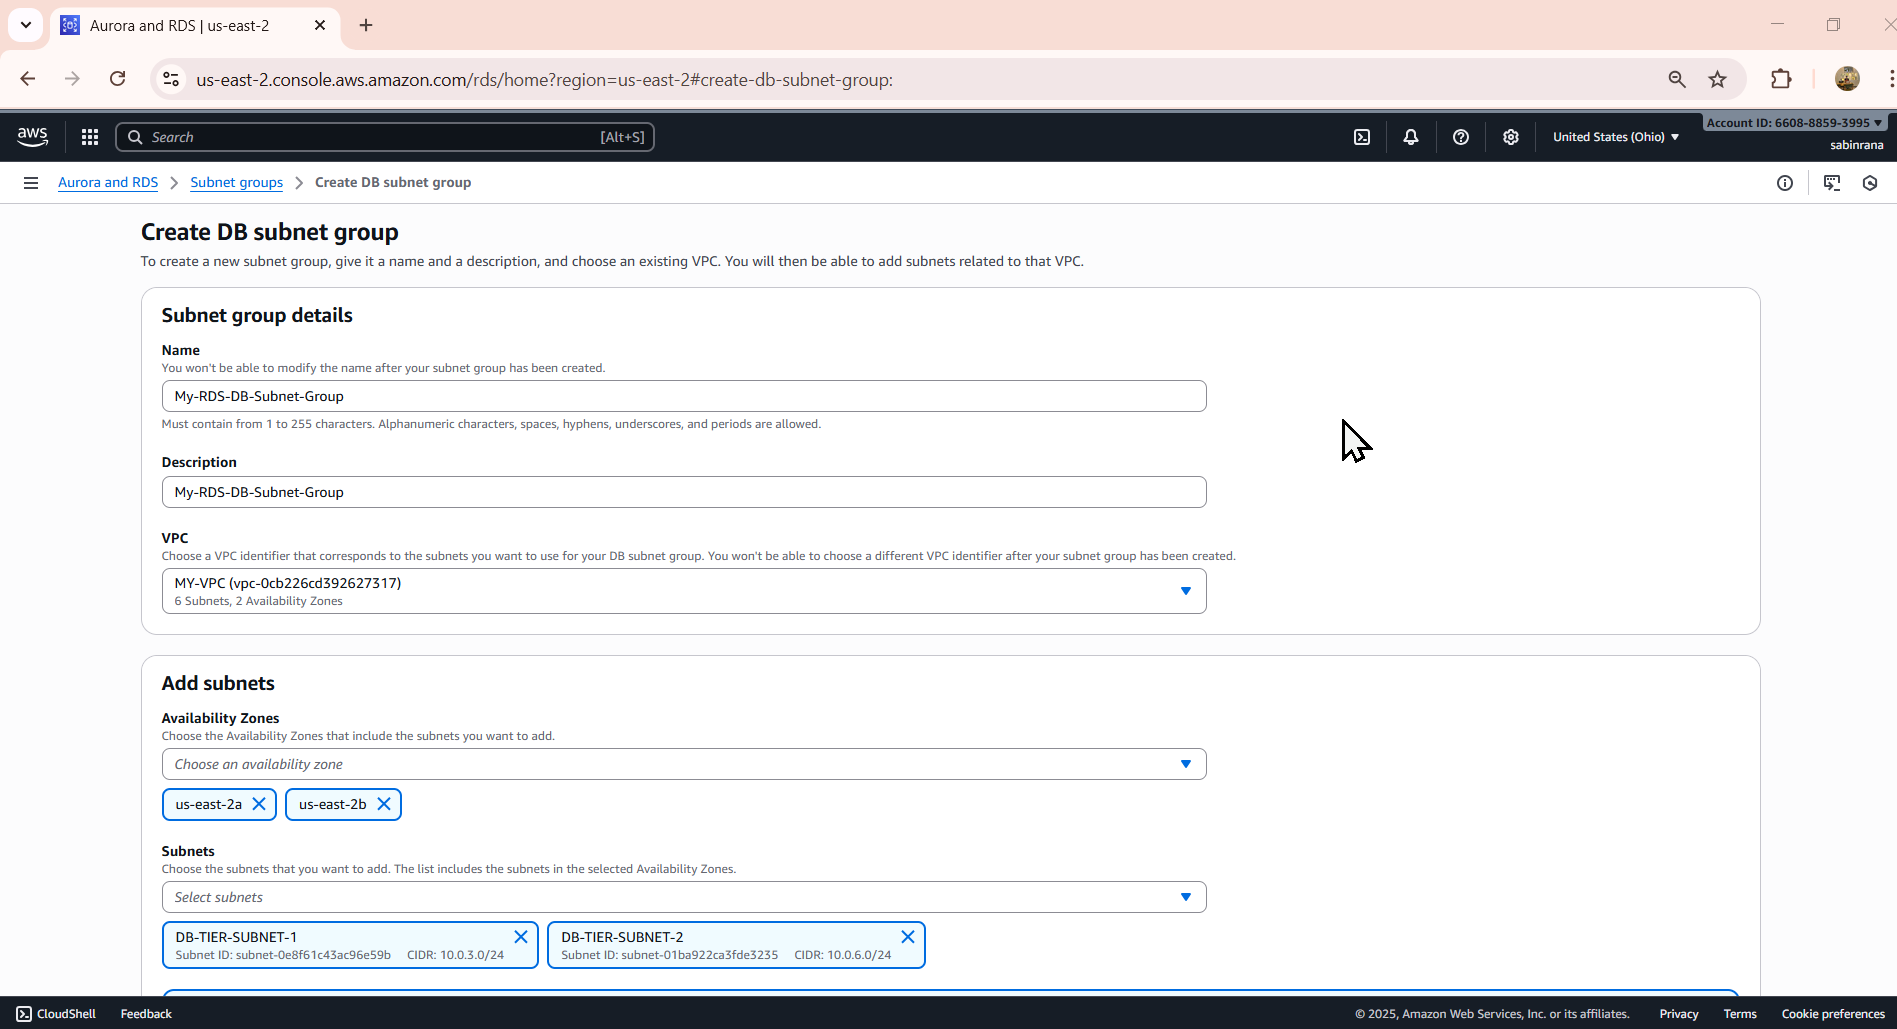 Aurora and RDS | us-east-2
us-east-2.console.aws.amazon.com/rds/home?region=us-east-2#create-db-subnet-group:
aws
Search
[Alt+S]
United States (Ohio)
Account ID: 6608-8859-3995
sabinrana
Aurora and RDS
Subnet groups
Create DB subnet group
Create DB subnet group
To create a new subnet group, give it a name and a description, and choose an existing VPC. You will then be able to add subnets related to that VPC.
Subnet group details
Name
You won't be able to modify the name after your subnet group has been created.
My-RDS-DB-Subnet-Group
Must contain from 1 to 255 characters. Alphanumeric characters, spaces, hyphens, underscores, and periods are allowed.
Description
My-RDS-DB-Subnet-Group
VPC
Choose a VPC identifier that corresponds to the subnets you want to use for your DB subnet group. You won't be able to choose a different VPC identifier after your subnet group has been created.
MY-VPC (vpc-0cb226cd392627317)
6 Subnets, 2 Availability Zones
Add subnets
Availability Zones
Choose the Availability Zones that include the subnets you want to add.
Choose an availability zone
us-east-2a
us-east-2b
Subnets
Choose the subnets that you want to add. The list includes the subnets in the selected Availability Zones.
Select subnets
DB-TIER-SUBNET-1
Subnet ID: subnet-0e8f61c43ac96e59b CIDR: 10.0.3.0/24
DB-TIER-SUBNET-2
Subnet ID: subnet-01ba922ca3fde3235 CIDR: 10.0.6.0/24
CloudShell
Feedback
© 2025, Amazon Web Services, Inc. or its affiliates.
Privacy
Terms
Cookie preferences